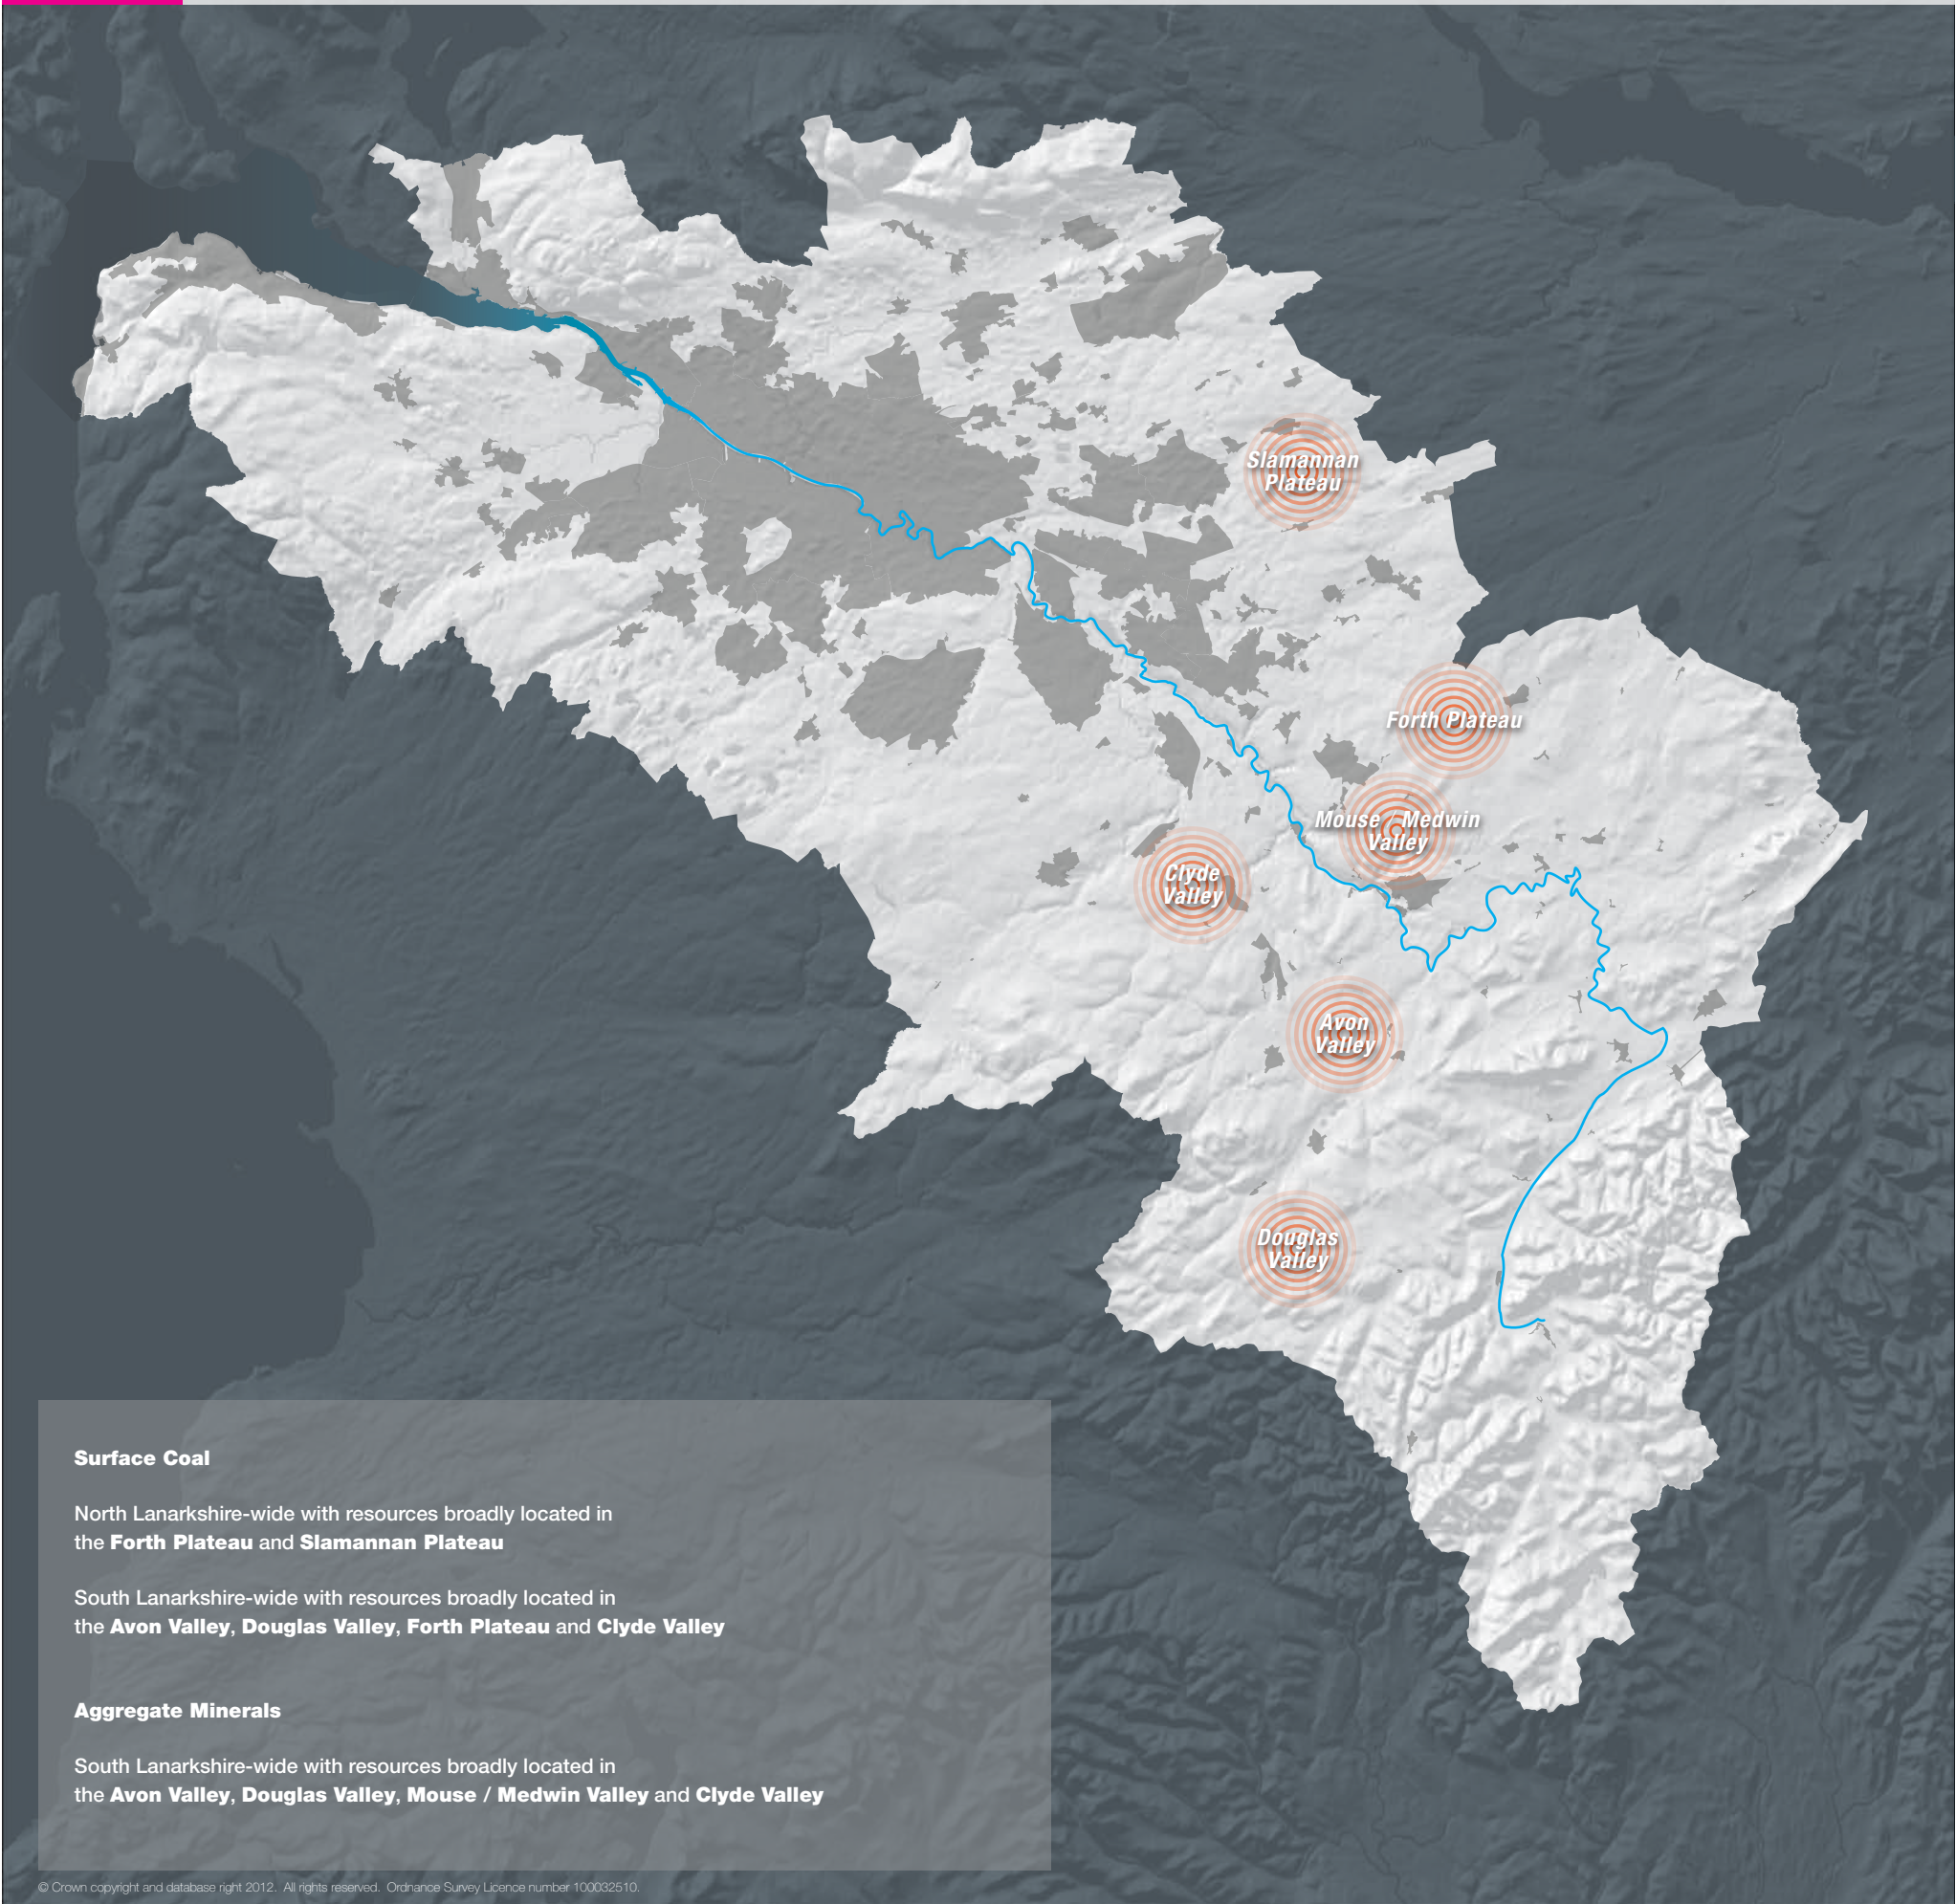 Slamannan
Plateau
Forth Plateau
Mouse / Medwin
Valley
Clyde
Valley
Avon
Valley
Douglas
Valley
Surface Coal
North Lanarkshire-wide with resources broadly located in
the Forth Plateau and Slamannan Plateau
South Lanarkshire-wide with resources broadly located in
the Avon Valley, Douglas Valley, Forth Plateau and Clyde Valley
Aggregate Minerals
South Lanarkshire-wide with resources broadly located in
the Avon Valley, Douglas Valley, Mouse / Medwin Valley and Clyde Valley
© Crown copyright and database right 2012. All rights reserved. Ordnance Survey Licence number 100032510.